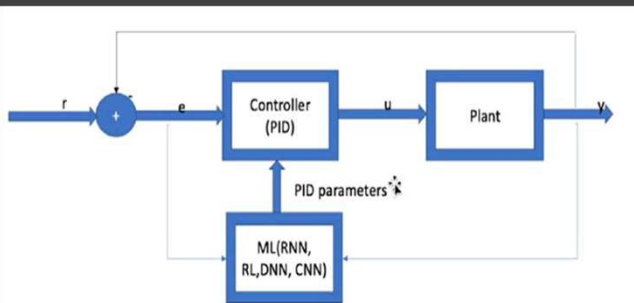 -
r
+
e
Controller
(PID)
u
Plant
y
PID parameters
ML(RNN,
RL,DNN, CNN)